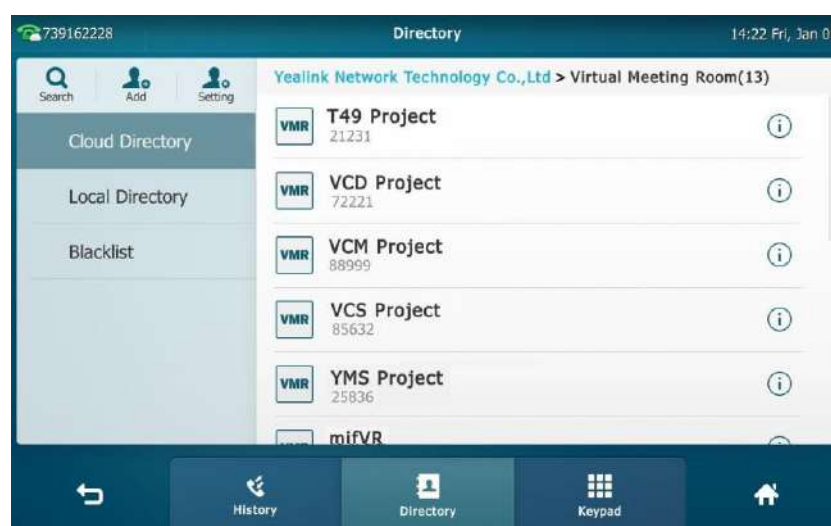 739162228
Directory
14:22 Fri, Jan 0
Search
Add
Setting
Cloud Directory
Local Directory
Blacklist
Yealink Network Technology Co.,Ltd > Virtual Meeting Room(13)
VMR
T49 Project
21231
VMR
VCD Project
72221
VMR
VCM Project
88999
VMR
VCS Project
85632
VMR
YMS Project
25836
VMR
mifVR
History
Directory
Keypad